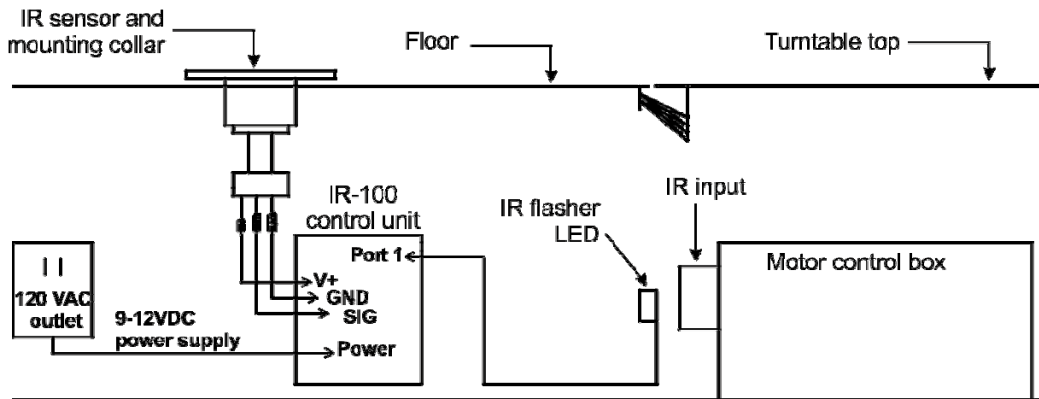 IR sensor and
mounting collar
Floor
Turntable top
IR-100
control unit
IR flasher
LED
IR input
Port 1
Motor control box
V+
GND
SIG
120 VAC
outlet
9-12VDC
power supply
Power